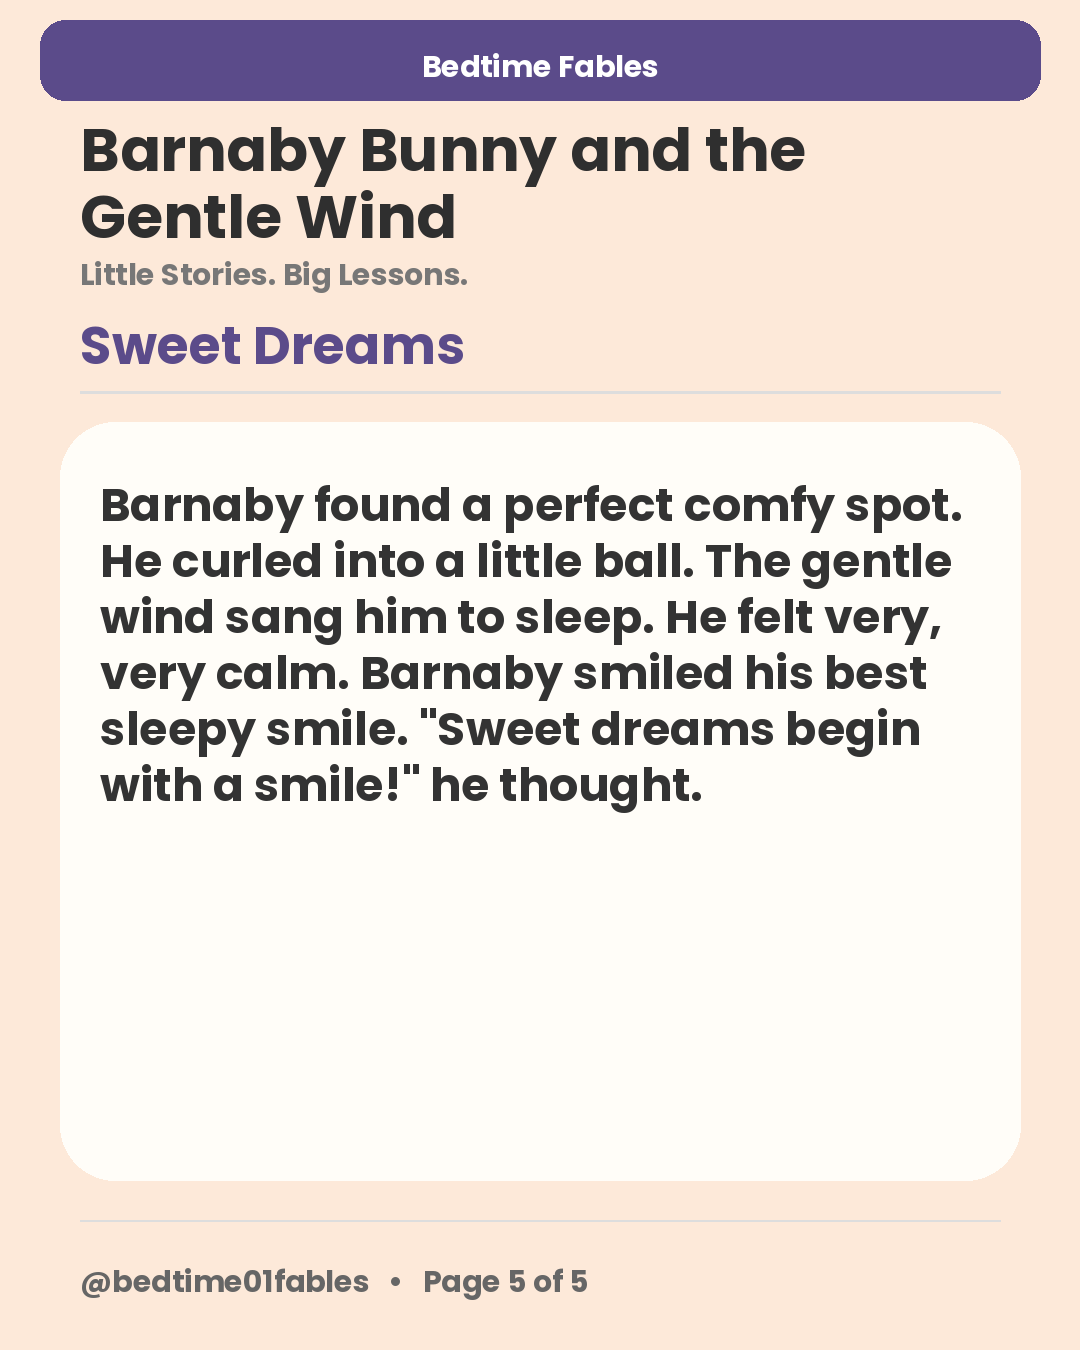 Bedtime Fables
Barnaby Bunny and the
Gentle Wind
Little Stories. Big Lessons.
Sweet Dreams
Barnaby found a perfect comfy spot.
He curled into a little ball. The gentle
wind sang him to sleep. He felt very,
very calm. Barnaby smiled his best
sleepy smile. "Sweet dreams begin
with a smile!" he thought.
@bedtime01fables • Page 5 of 5